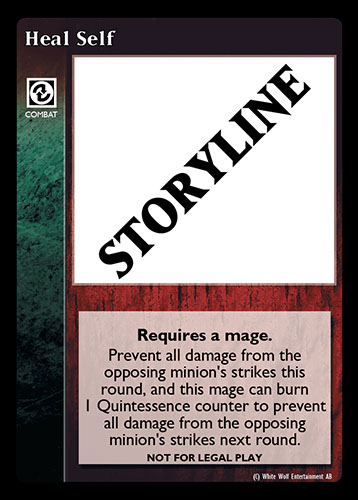 Heal Self
COMBAT
STORYLINE
Requires a mage.
Prevent all damage from the
opposing minion's strikes this
round, and this mage can burn
1 Quintessence counter to prevent
all damage from the opposing
minion's strikes next round.
NOT FOR LEGAL PLAY
(C) White Wolf Entertainment AB